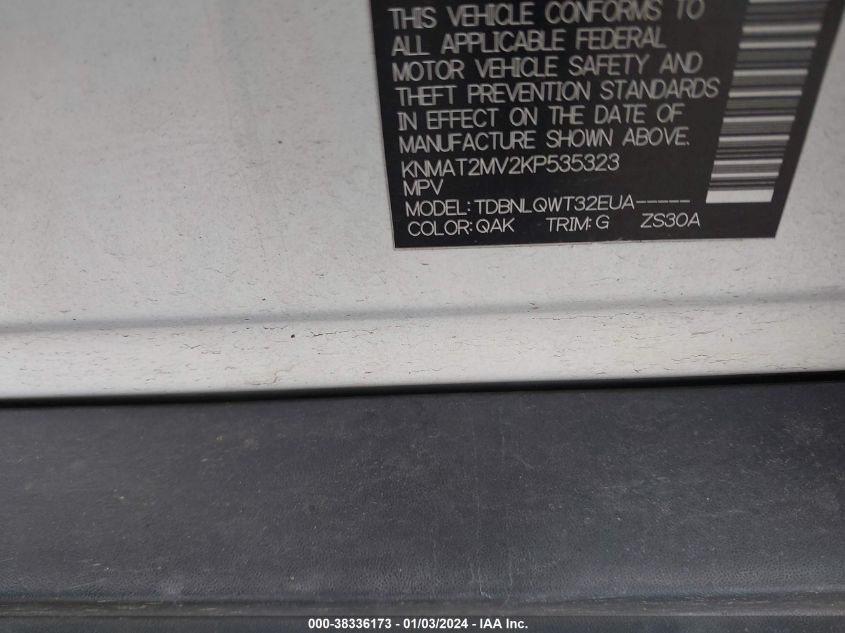 THIS VEHICLE CONFORMS TO
ALL APPLICABLE FEDERAL
MOTOR VEHICLE SAFETY AND
THEFT PREVENTION STANDARDS
IN EFFECT ON THE DATE OF
MANUFACTURE SHOWN ABOVE.
KNMAT2MV2KP535323
MPV
MODEL: TDBNLQWT32EUA-----
COLOR: QAK TRIM: G ZS30A
000-38336173 - 01/03/2024 - IAA Inc.